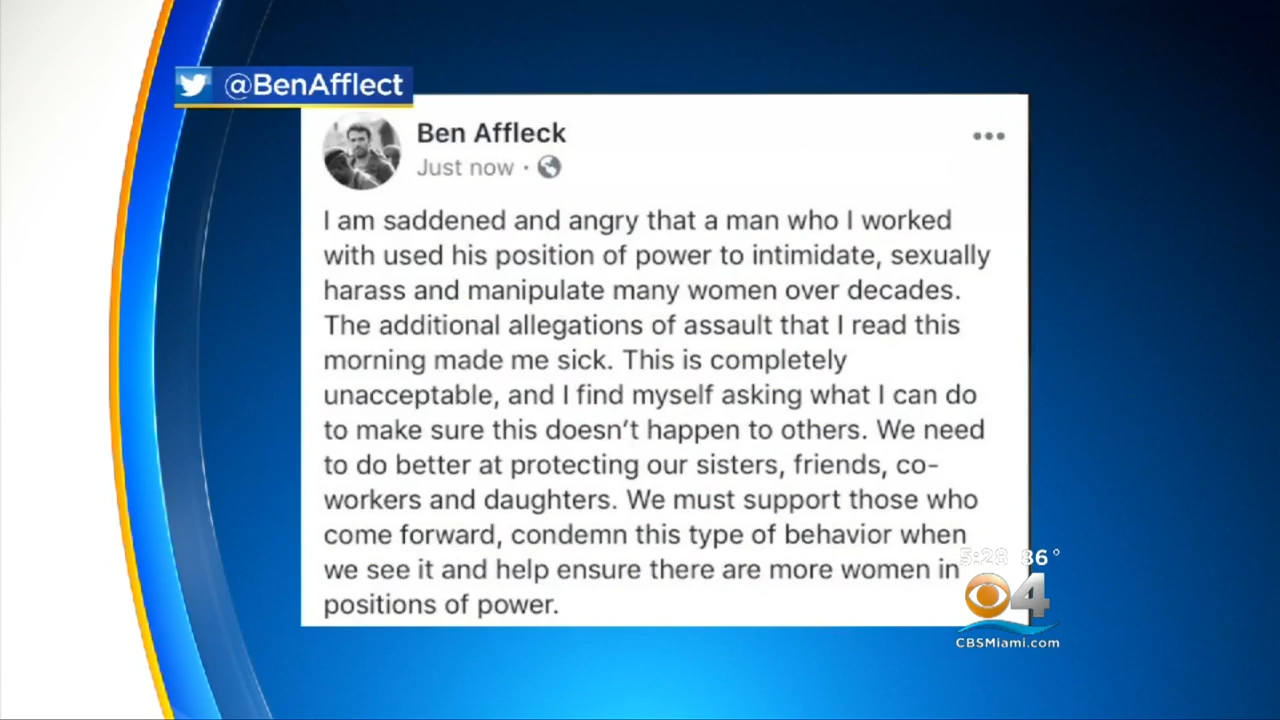 @BenAfflect
Ben Affleck
Just now ·
I am saddened and angry that a man who I worked
with used his position of power to intimidate, sexually
harass and manipulate many women over decades.
The additional allegations of assault that I read this
morning made me sick. This is completely
unacceptable, and I find myself asking what I can do
to make sure this doesn't happen to others. We need
to do better at protecting our sisters, friends, co-
workers and daughters. We must support those who
come forward, condemn this type of behavior when
we see it and help ensure there are more women in
positions of power.
5:28 86°
4
CBSMiami.com